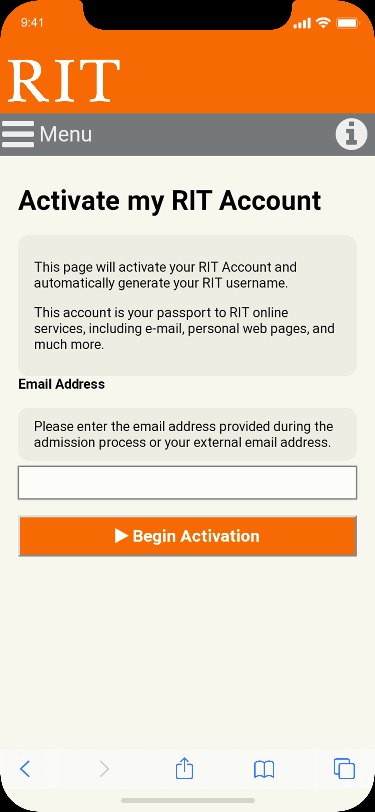 9:41
RIT
Menu
Activate my RIT Account
This page will activate your RIT Account and
automatically generate your RIT username.
This account is your passport to RIT online
services, including e-mail, personal web pages, and
much more.
Email Address
Please enter the email address provided during the
admission process or your external email address.
Begin Activation